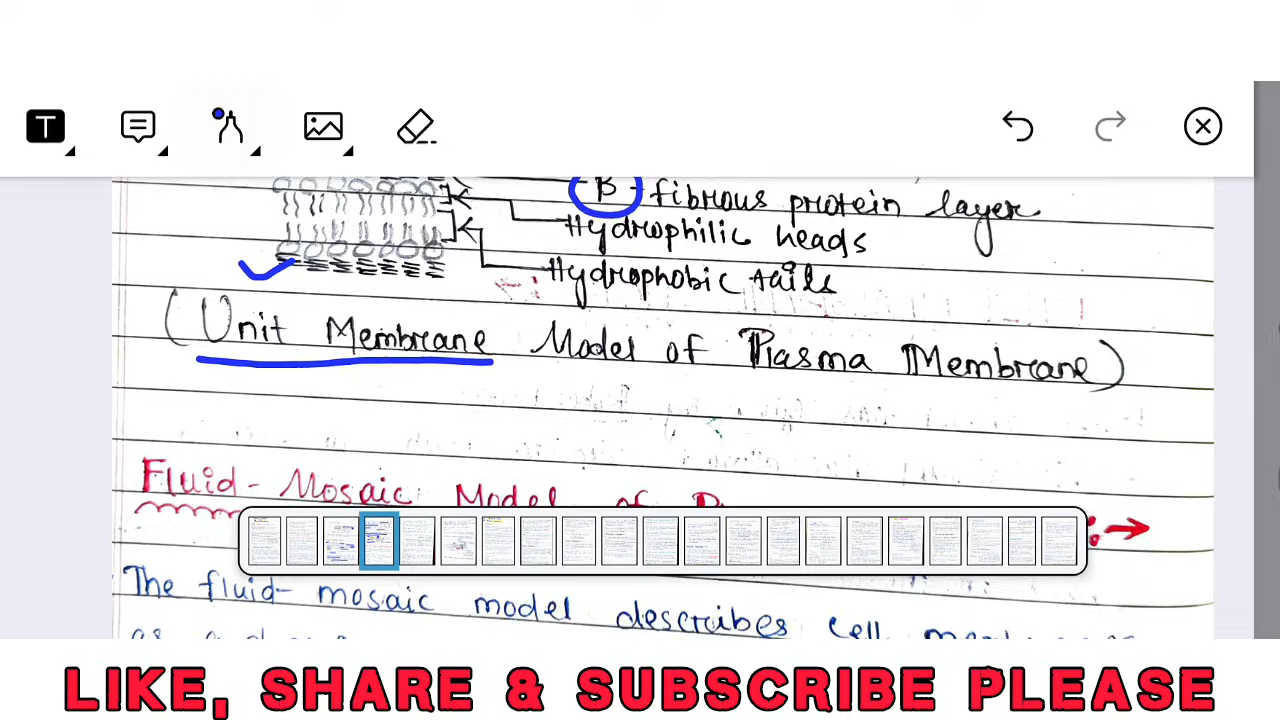 T
B - fibrous protein layer
Hydrophilic heads
Hydrophobic tails
(Unit Membrane Model of Plasma Membrane)
Fluid-Mosaic Model of
The fluid-mosaic model describes cell
LIKE, SHARE & SUBSCRIBE PLEASE